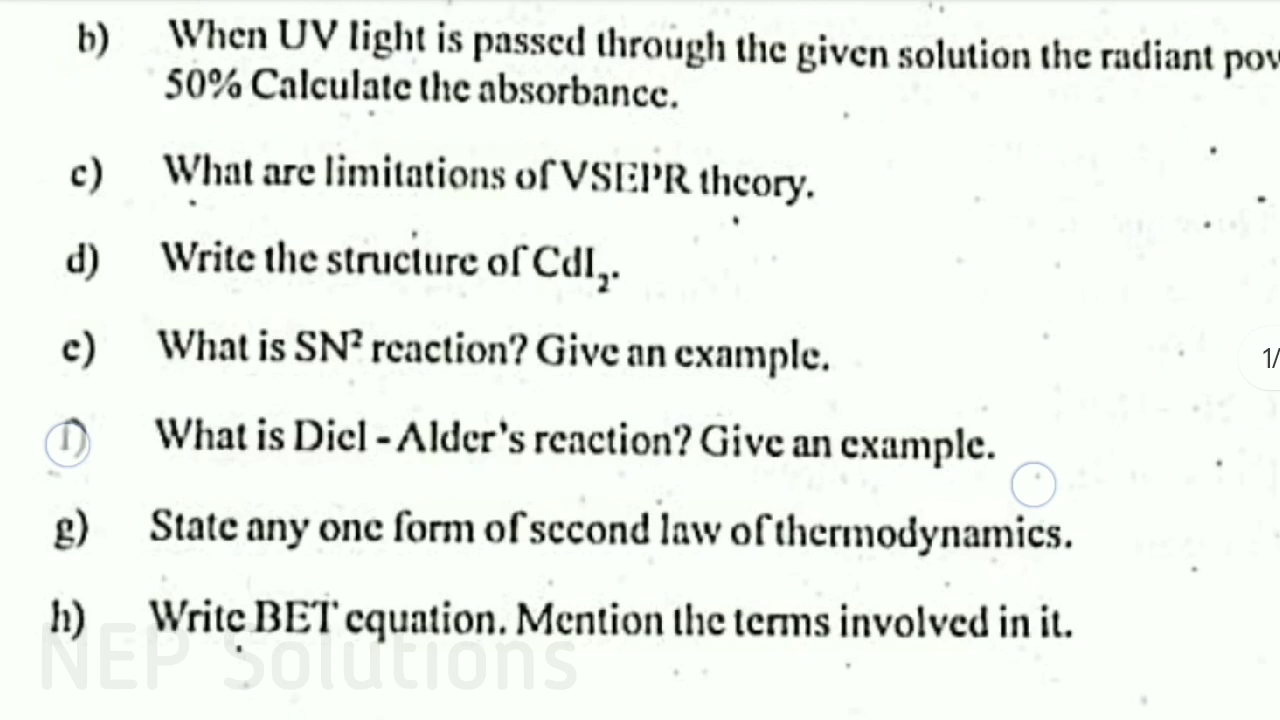 b) When UV light is passed through the given solution the radiant pow
50% Calculate the absorbance.
c) What are limitations of VSEPR theory.
d) Write the structure of CdI₂.
e) What is SN² reaction? Give an example.
f) What is Diel - Alder's reaction? Give an example.
1/
g) State any one form of second law of thermodynamics.
h) Write BET equation. Mention the terms involved in it.
NEP Solutions